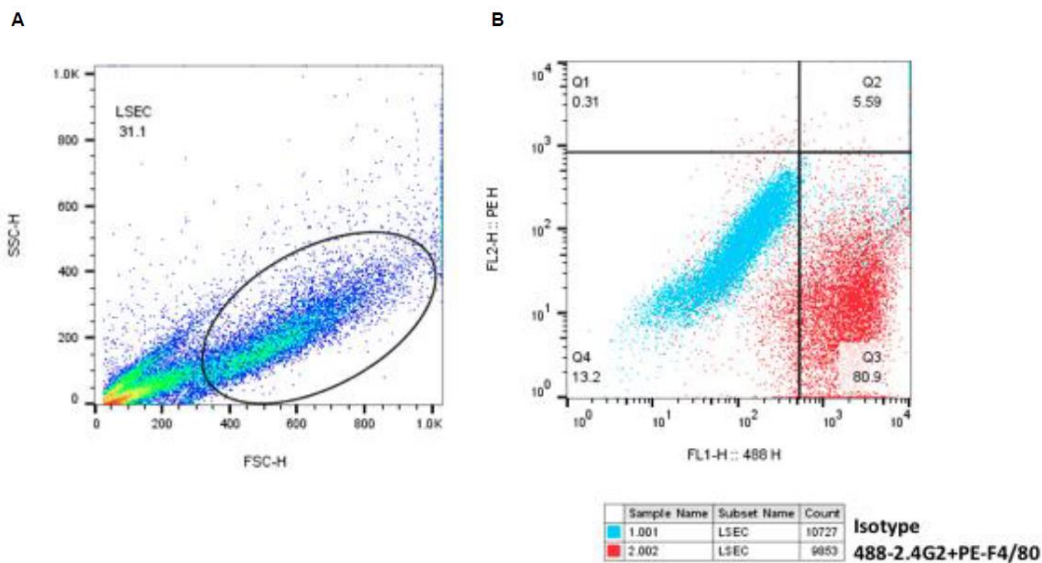 A
B
LSEC
31.1
1.0K
800
600
400
200
0
SSC-H
0
200
400
600
800
1.0K
FSC-H
Q1
0.31
Q2
5.59
Q4
13.2
Q3
80.9
10^4
10^3
10^2
10^1
10^0
FL2-H :: PE H
10^0
10^1
10^2
10^3
10^4
FL1-H :: 488 H
Sample Name Subset Name Count
1.001 LSEC 10727 Isotype
2.002 LSEC 9853 488-2.4G2+PE-F4/80